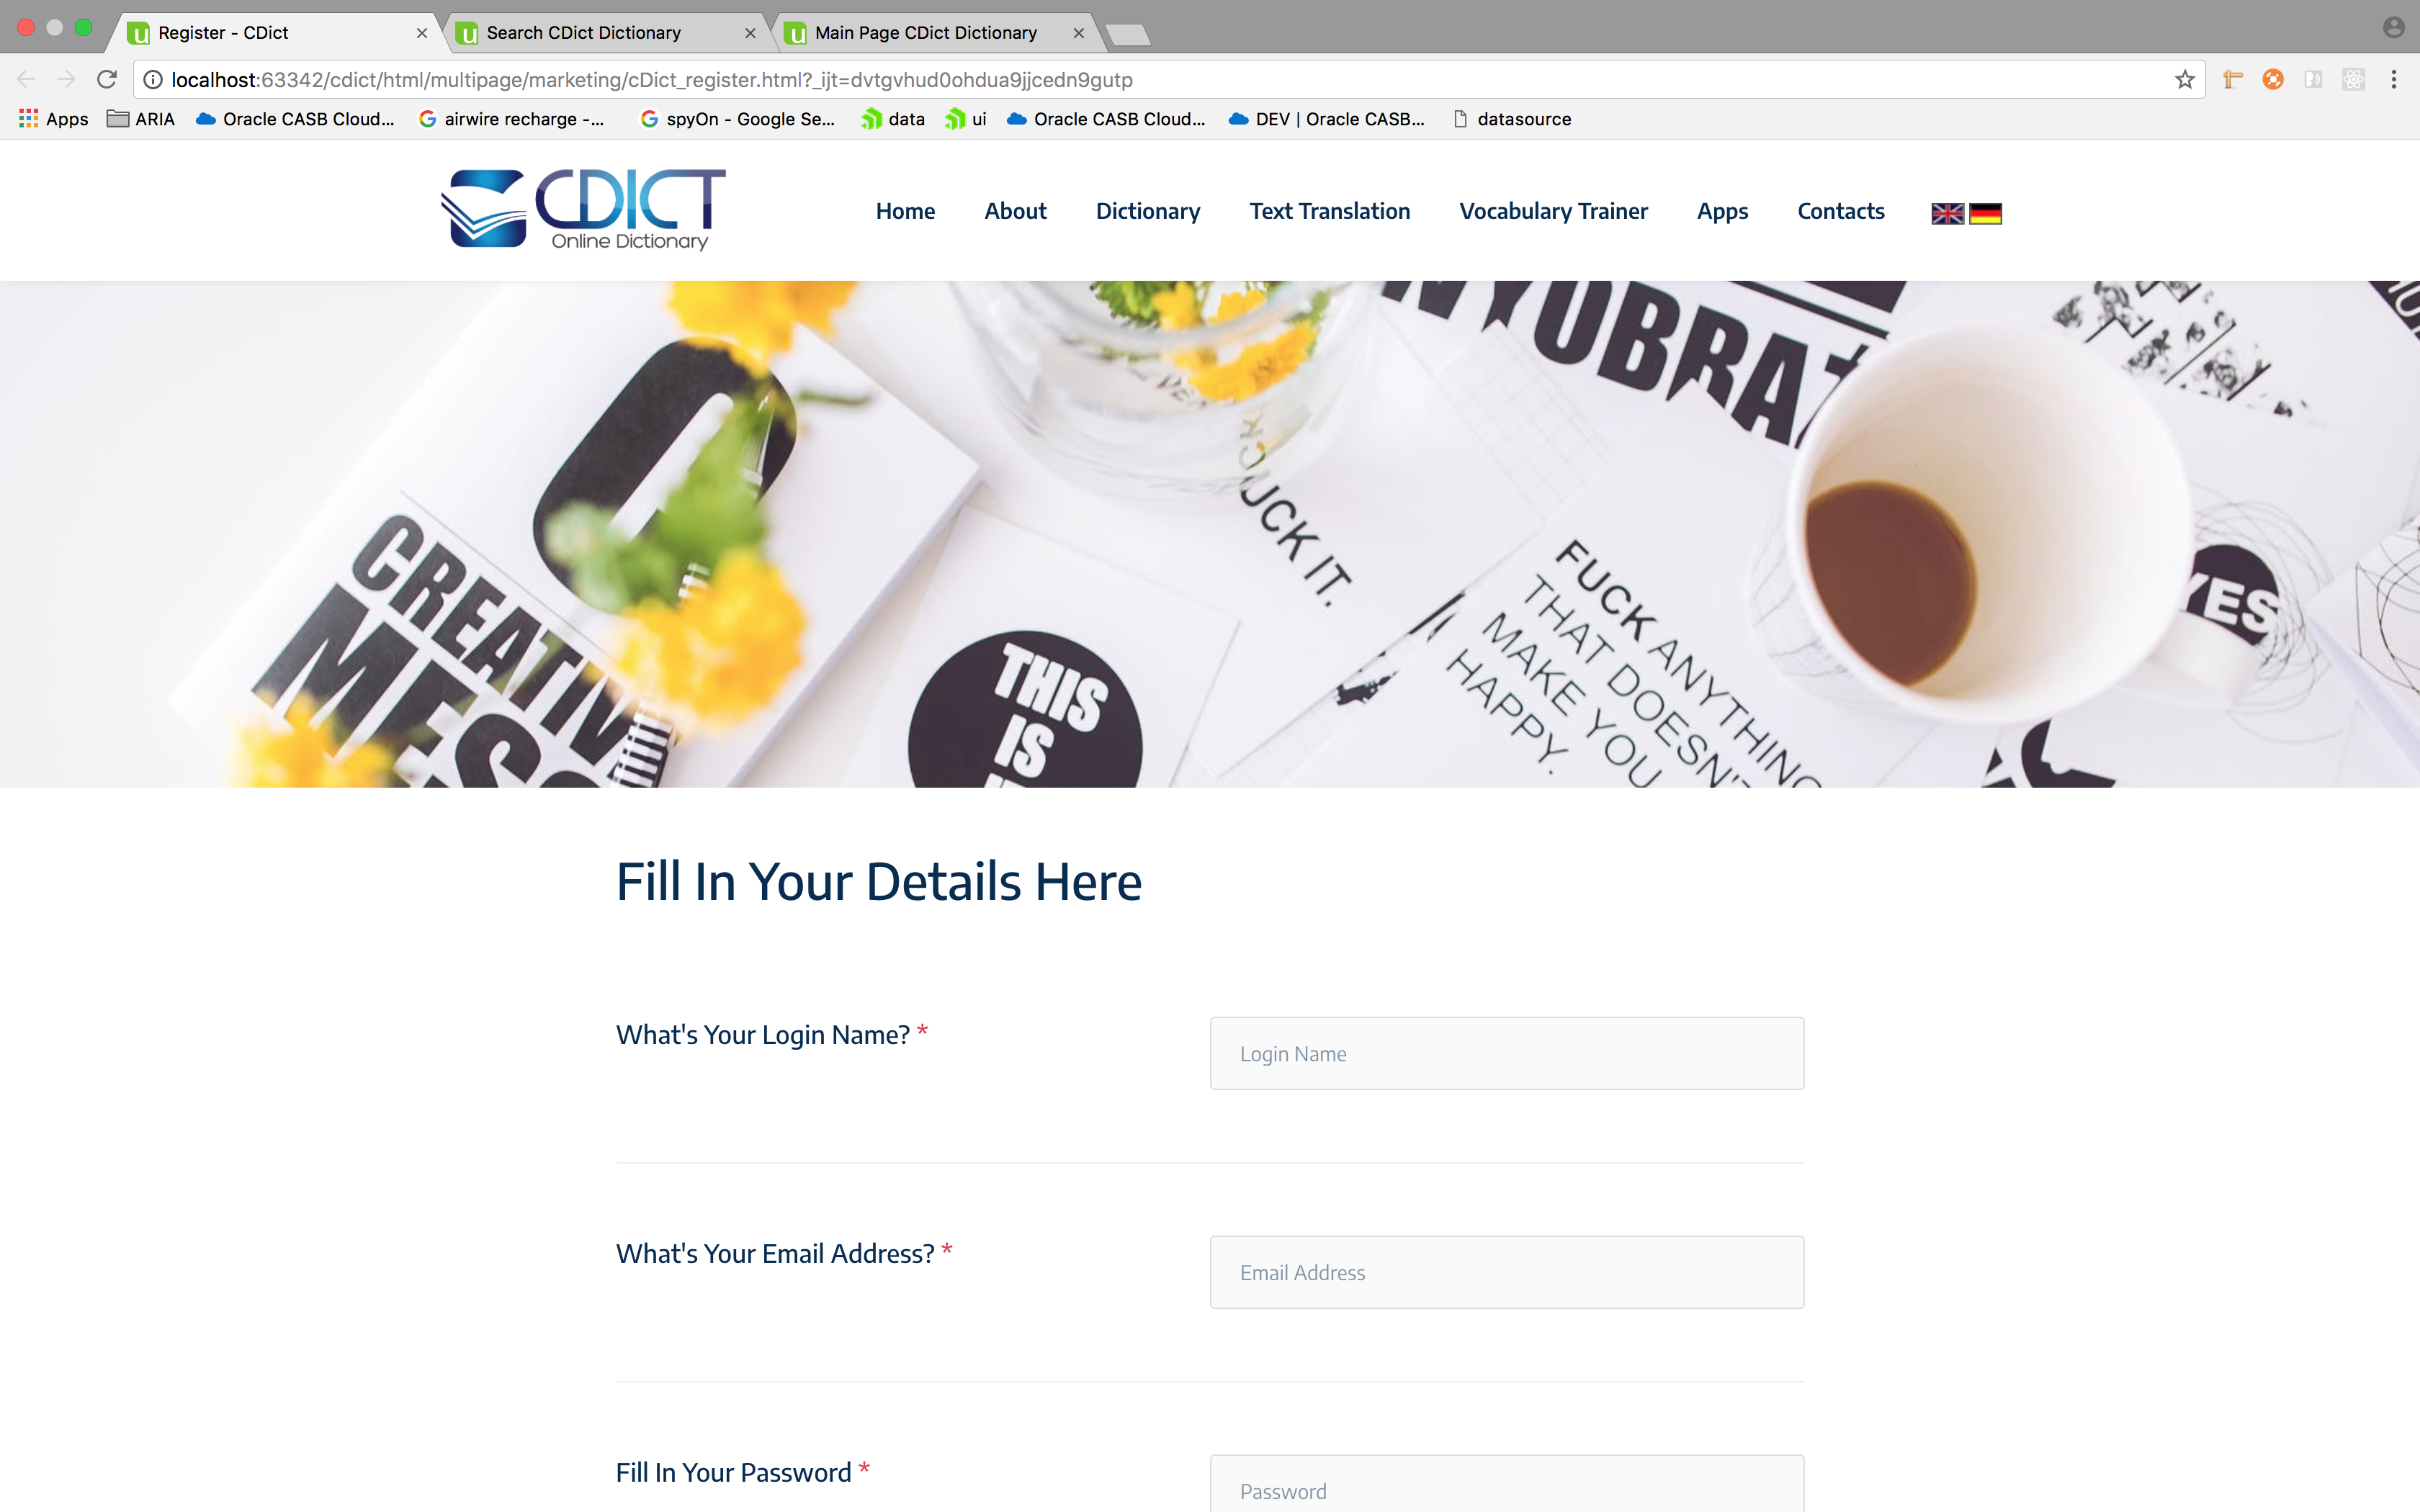 Register - CDict
Search CDict Dictionary
Main Page CDict Dictionary
localhost:63342/cdict/html/multipage/marketing/cDict_register.html?_ijt=dvtgvhud0ohdua9jjcedn9gutp
Apps ARIA Oracle CASB Cloud... airwire recharge -... spyOn - Google Se... data ui Oracle CASB Cloud... DEV | Oracle CASB... datasource
CDICT
Online Dictionary
Home About Dictionary Text Translation Vocabulary Trainer Apps Contacts
CREATIV
THIS
IS
UCK IT.
FUCK ANYTHING
THAT DOESN'T
MAKE YOU
HAPPY.
YES
Fill In Your Details Here
What's Your Login Name? *
Login Name
What's Your Email Address? *
Email Address
Fill In Your Password *
Password